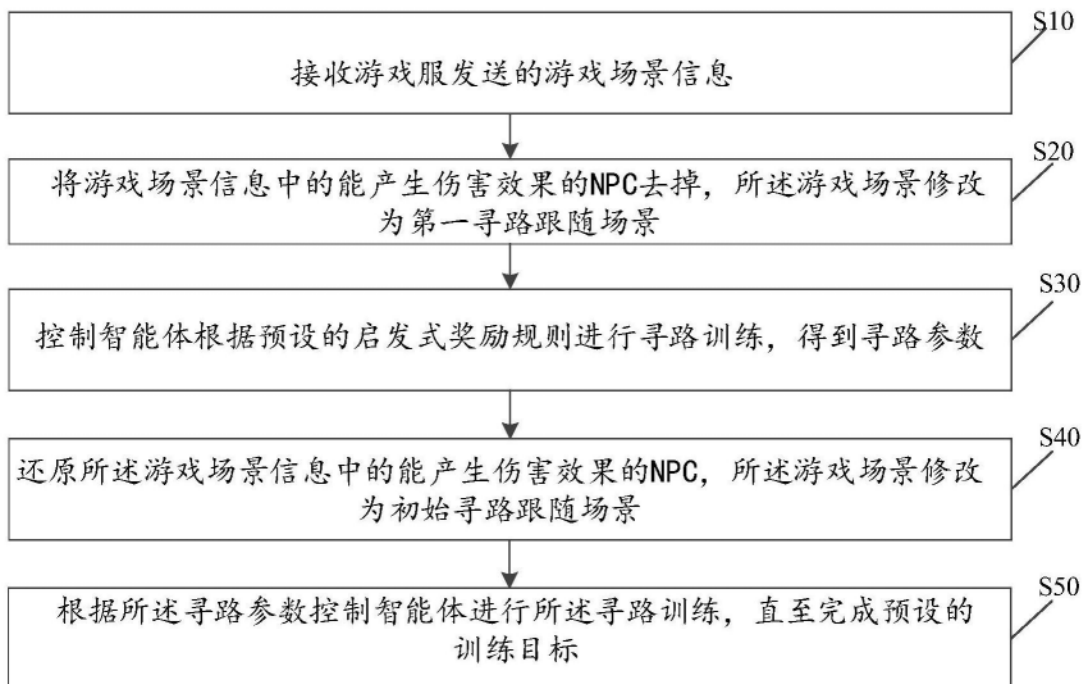 S10
接收游戏服发送的游戏场景信息
S20
将游戏场景信息中的能产生伤害效果的NPC去掉，所述游戏场景修改
为第一寻路跟随场景
S30
控制智能体根据预设的启发式奖励规则进行寻路训练，得到寻路参数
S40
还原所述游戏场景信息中的能产生伤害效果的NPC，所述游戏场景修改
为初始寻路跟随场景
S50
根据所述寻路参数控制智能体进行所述寻路训练，直至完成预设的
训练目标